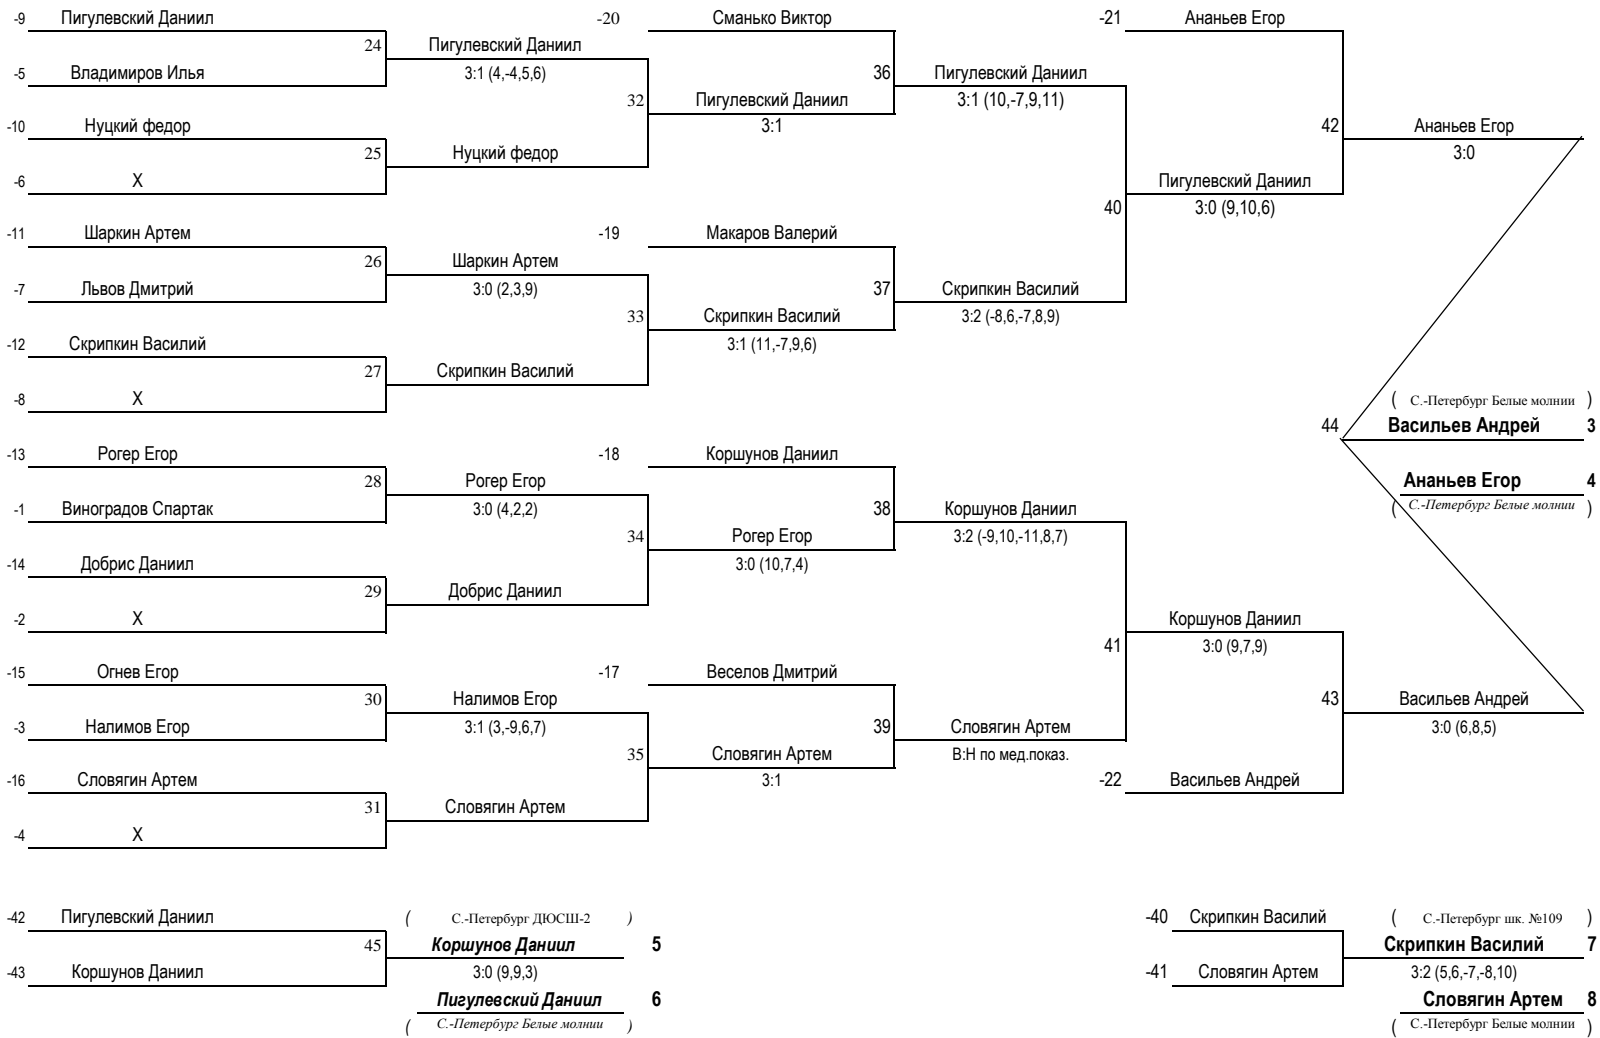 -9 Пигулевский Даниил -20 Сманько Виктор -21 Ананьев Егор
24 Пигулевский Даниил
-5 Владимиров Илья 3:1 (4,-4,5,6) 36 Пигулевский Даниил
32 Пигулевский Даниил 3:1 (10,-7,9,11)
-10 Нуцкий федор 3:1 42 Ананьев Егор
25 Нуцкий федор 3:0
-6 X Пигулевский Даниил
40 3:0 (9,10,6)
-11 Шаркин Артем -19 Макаров Валерий
26 Шаркин Артем
-7 Львов Дмитрий 3:0 (2,3,9) 37 Скрипкин Василий
33 Скрипкин Василий 3:2 (-8,6,-7,8,9)
-12 Скрипкин Василий 3:1 (11,-7,9,6)
27 Скрипкин Василий
-8 X ( С.-Петербург Белые молнии )
44 Васильев Андрей 3
-13 Рогер Егор -18 Коршунов Даниил
28 Рогер Егор Ананьев Егор 4
-1 Виноградов Спартак 3:0 (4,2,2) 38 Коршунов Даниил ( С.-Петербург Белые молнии )
34 Рогер Егор 3:2 (-9,10,-11,8,7)
-14 Добрис Даниил 3:0 (10,7,4)
29 Добрис Даниил
-2 X Коршунов Даниил
41 3:0 (9,7,9)
-15 Огнев Егор -17 Веселов Дмитрий
30 Налимов Егор 43 Васильев Андрей
-3 Налимов Егор 3:1 (3,-9,6,7) 39 Словягин Артем 3:0 (6,8,5)
35 Словягин Артем В:Н по мед.показ.
-16 Словягин Артем 3:1 -22 Васильев Андрей
31 Словягин Артем
-4 X
-42 Пигулевский Даниил ( С.-Петербург ДЮСШ-2 ) -40 Скрипкин Василий ( С.-Петербург шк. №109 )
45 Коршунов Даниил 5 Скрипкин Василий 7
-43 Коршунов Даниил 3:0 (9,9,3) -41 Словягин Артем 3:2 (5,6,-7,-8,10)
Пигулевский Даниил 6 Словягин Артем 8
( С.-Петербург Белые молнии ) ( С.-Петербург Белые молнии )